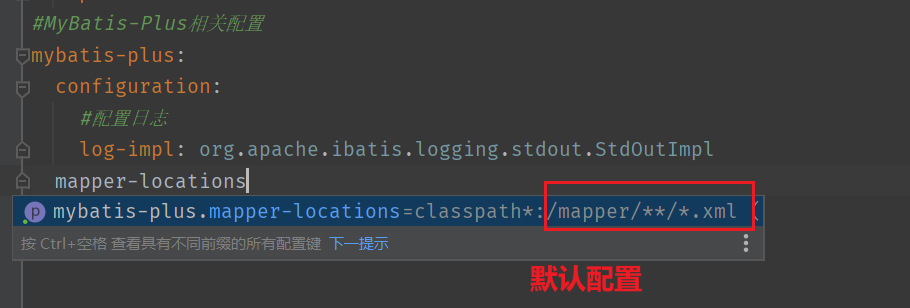 #MyBatis-Plus相关配置
mybatis-plus:
configuration:
#配置日志
log-impl: org.apache.ibatis.logging.stdout.StdOutImpl
mapper-locations
p mybatis-plus.mapper-locations=classpath*:/mapper/**/*.xml (
按 Ctrl+空格 查看具有不同前缀的所有配置键 下一提示
默认配置